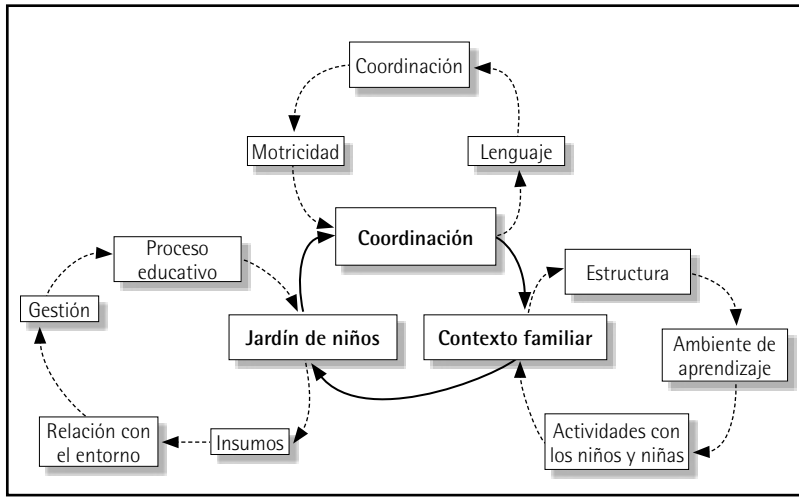 Coordinación
Motricidad
Lenguaje
Coordinación
Proceso
educativo
Estructura
Gestión
Jardín de niños
Contexto familiar
Ambiente de
aprendizaje
Relación con
el entorno
Insumos
Actividades con
los niños y niñas